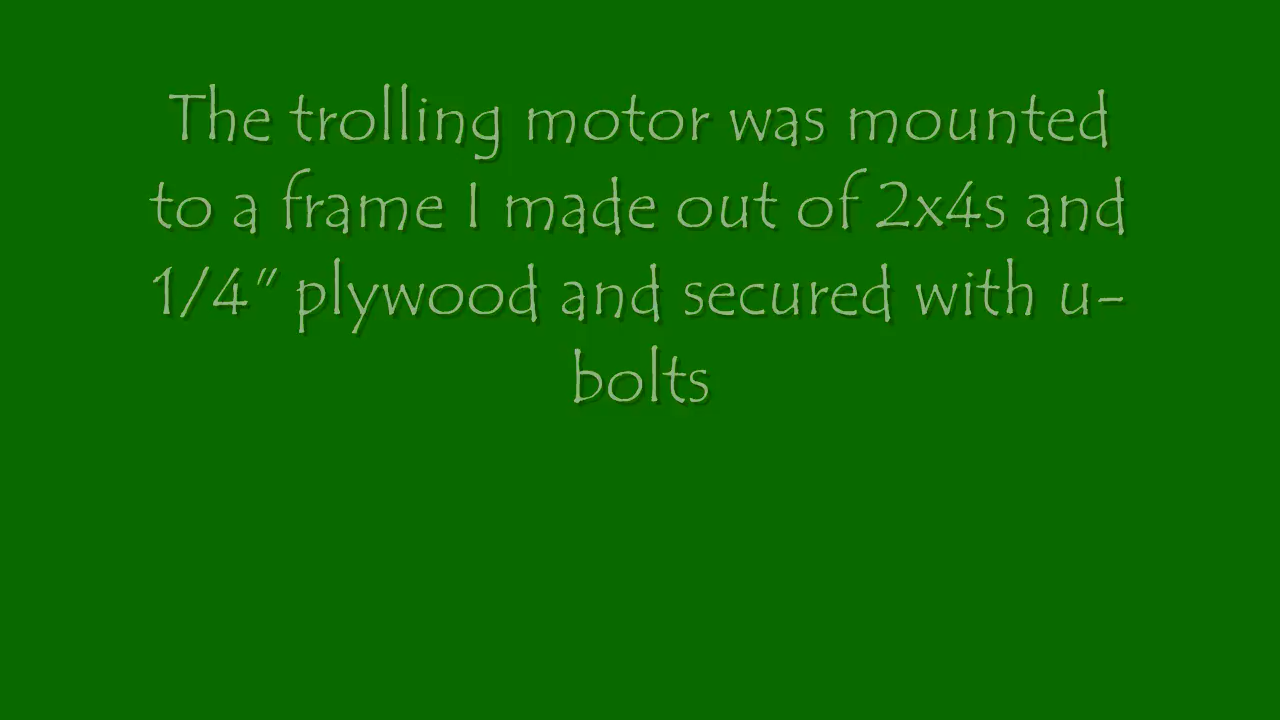 The trolling motor was mounted
to a frame I made out of 2x4s and
1/4" plywood and secured with u-
bolts